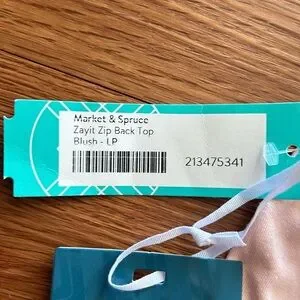 Market & Spruce
Zayit Zip Back Top
Blush - LP
213475341